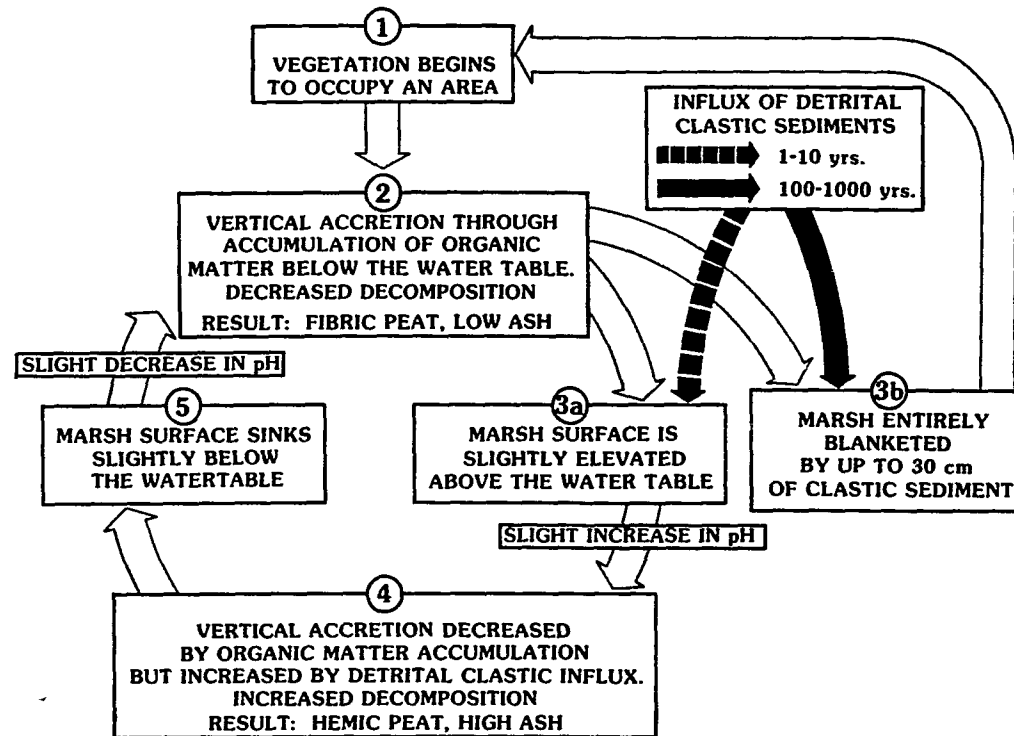 1
VEGETATION BEGINS
TO OCCUPY AN AREA
INFLUX OF DETRITAL
CLASTIC SEDIMENTS
1-10 yrs.
100-1000 yrs.
2
VERTICAL ACCRETION THROUGH
ACCUMULATION OF ORGANIC
MATTER BELOW THE WATER TABLE.
DECREASED DECOMPOSITION
RESULT: FIBRIC PEAT, LOW ASH
SLIGHT DECREASE IN pH
5
MARSH SURFACE SINKS
SLIGHTLY BELOW
THE WATERTABLE
3a
MARSH SURFACE IS
SLIGHTLY ELEVATED
ABOVE THE WATER TABLE
3b
MARSH ENTIRELY
BLANKETED
BY UP TO 30 cm
OF CLASTIC SEDIMENT
SLIGHT INCREASE IN pH
4
VERTICAL ACCRETION DECREASED
BY ORGANIC MATTER ACCUMULATION
BUT INCREASED BY DETRITAL CLASTIC INFLUX.
INCREASED DECOMPOSITION
RESULT: HEMIC PEAT, HIGH ASH